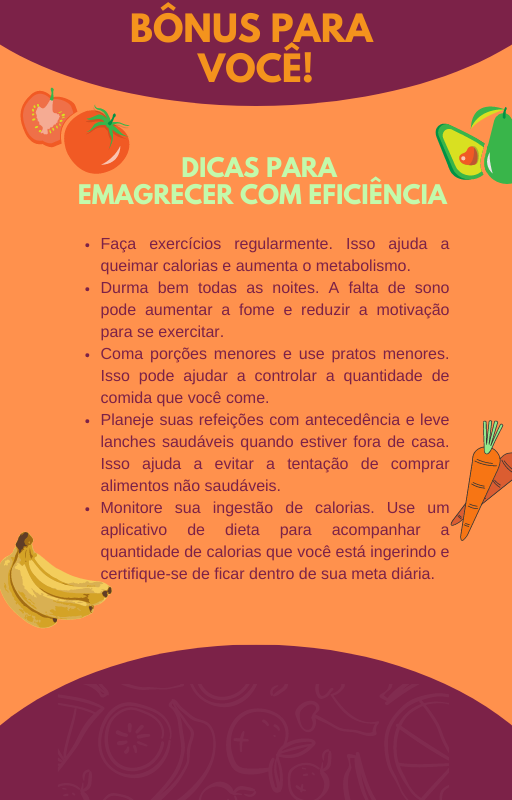 BÔNUS PARA
VOCÊ!
DICAS PARA
EMAGRECER COM EFICIÊNCIA
• Faça exercícios regularmente. Isso ajuda a
queimar calorias e aumenta o metabolismo.
• Durma bem todas as noites. A falta de sono
pode aumentar a fome e reduzir a motivação
para se exercitar.
• Coma porções menores e use pratos menores.
Isso pode ajudar a controlar a quantidade de
comida que você come.
• Planeje suas refeições com antecedência e leve
lanches saudáveis quando estiver fora de casa.
Isso ajuda a evitar a tentação de comprar
alimentos não saudáveis.
• Monitore sua ingestão de calorias. Use um
aplicativo de dieta para acompanhar a
quantidade de calorias que você está ingerindo e
certifique-se de ficar dentro de sua meta diária.